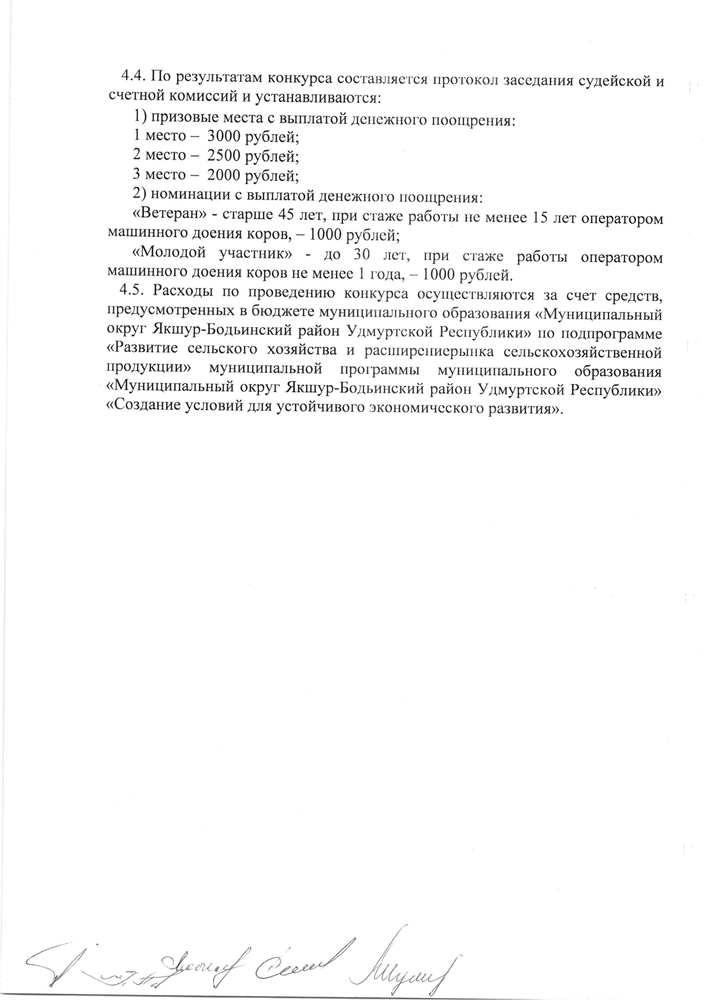 4.4. По результатам конкурса составляется протокол заседания судейской и
счетной комиссий и устанавливаются:
1) призовые места с выплатой денежного поощрения:
1 место – 3000 рублей;
2 место – 2500 рублей;
3 место – 2000 рублей;
2) номинации с выплатой денежного поощрения:
«Ветеран» - старше 45 лет, при стаже работы не менее 15 лет оператором
машинного доения коров, – 1000 рублей;
«Молодой участник» - до 30 лет, при стаже работы оператором
машинного доения коров не менее 1 года, – 1000 рублей.
4.5. Расходы по проведению конкурса осуществляются за счет средств,
предусмотренных в бюджете муниципального образования «Муниципальный
округ Якшур-Бодьинский район Удмуртской Республики» по подпрограмме
«Развитие сельского хозяйства и расширениерынка сельскохозяйственной
продукции» муниципальной программы муниципального образования
«Муниципальный округ Якшур-Бодьинский район Удмуртской Республики»
«Создание условий для устойчивого экономического развития».